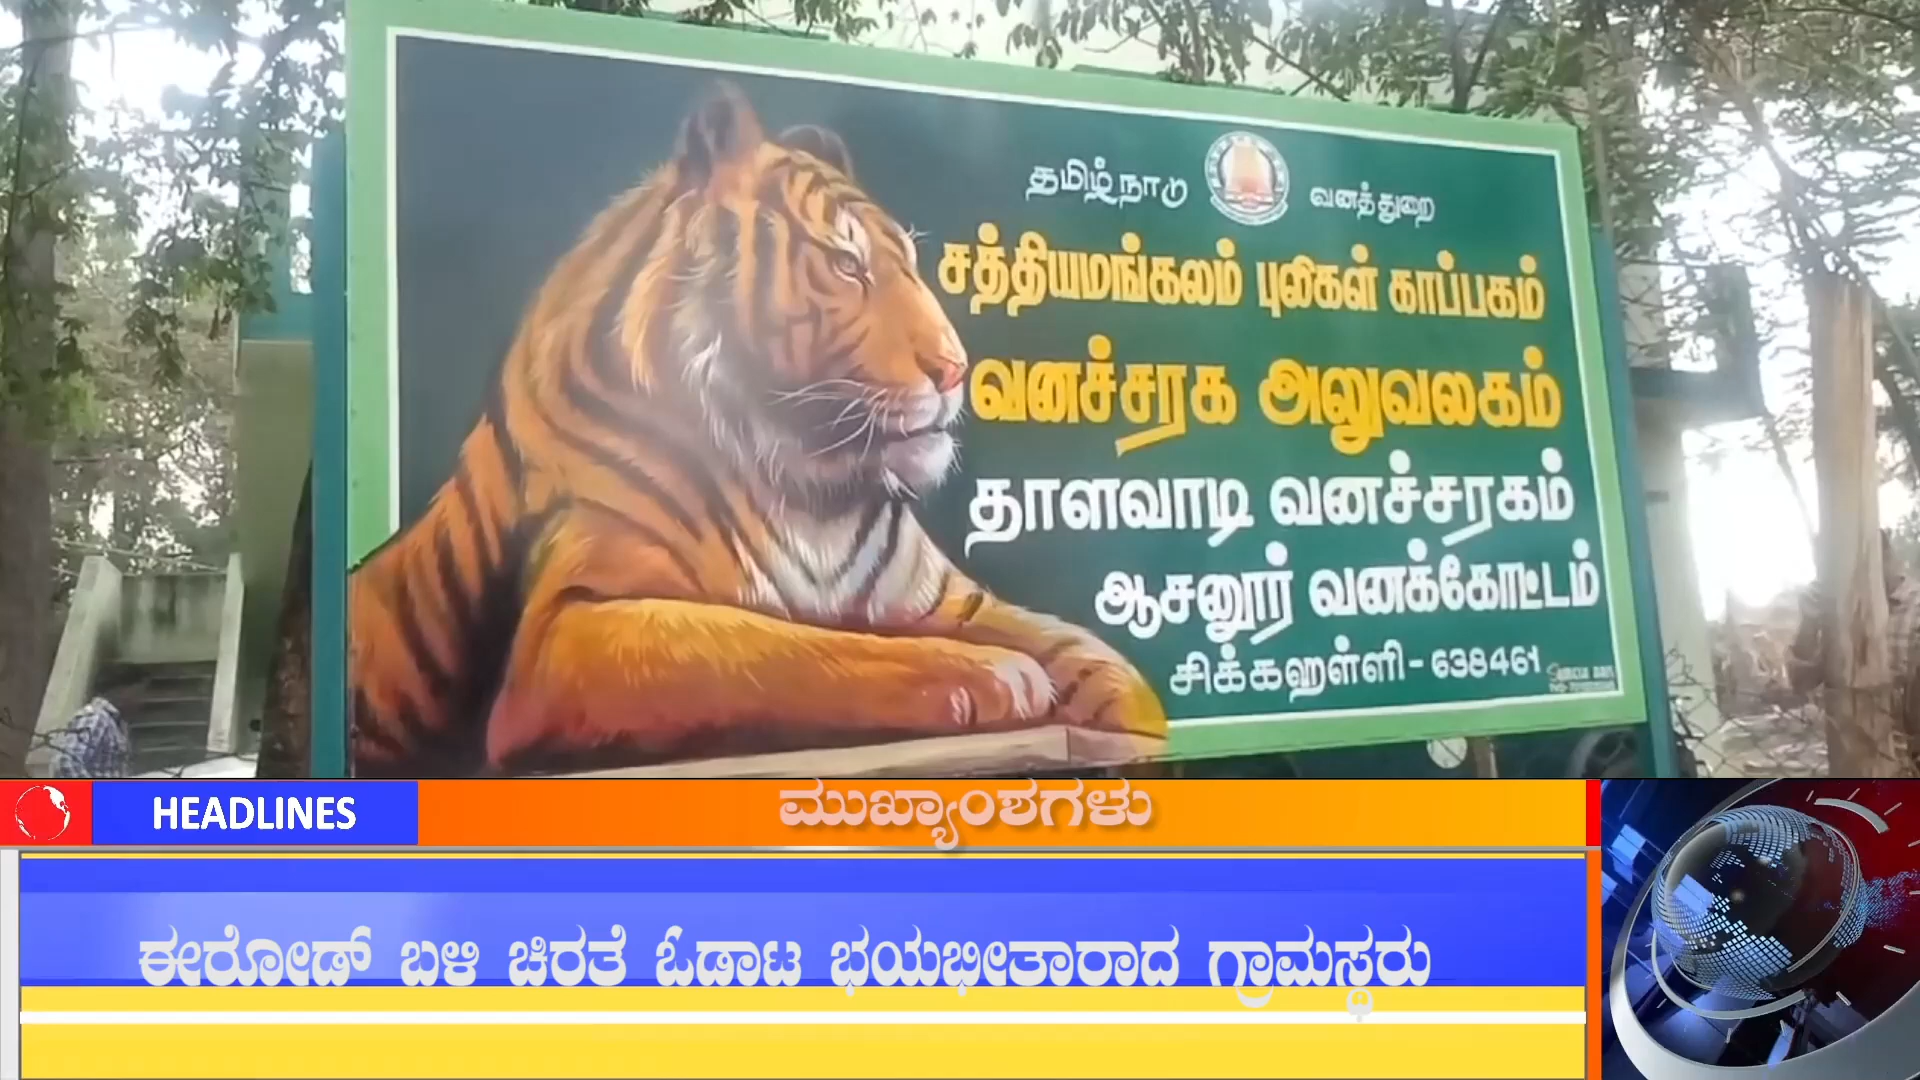 தமிழ்நாடு வனத்துறை
சத்தியமங்கலம் புலிகள் காப்பகம்
வனச்சரக அலுவலகம்
தாளவாடி வனச்சரகம்
ஆசனூர் வனக்கோட்டம்
சிக்கஹள்ளி - 638461
HEADLINES
ಮುಖ್ಯಾಂಶಗಳು
ಈರೋಡ್ ಬಳಿ ಚಿರತೆ ಓಡಾಟ ಭಯಭೀತಾರಾದ ಗ್ರಾಮಸ್ಥರು